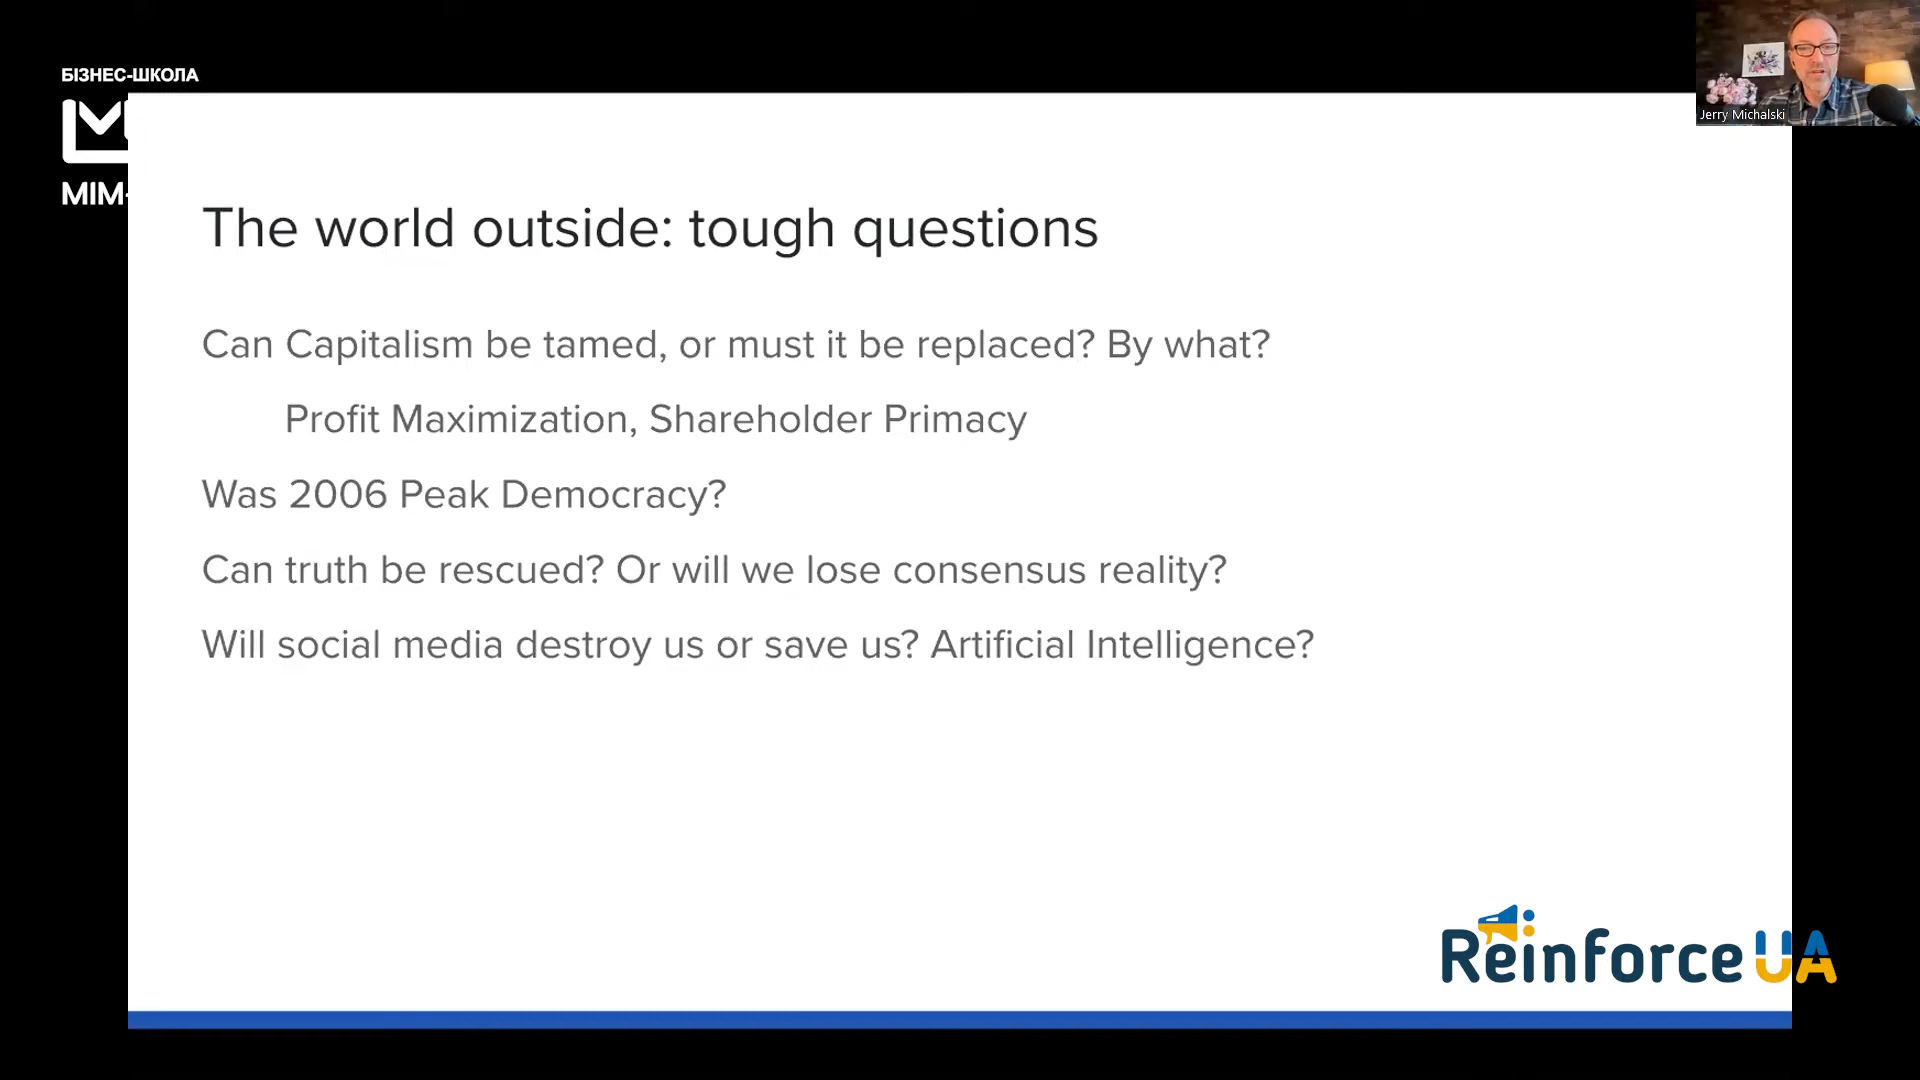 БІЗНЕС-ШКОЛА
MIM-
Jerry Michalski
The world outside: tough questions
Can Capitalism be tamed, or must it be replaced? By what?
Profit Maximization, Shareholder Primacy
Was 2006 Peak Democracy?
Can truth be rescued? Or will we lose consensus reality?
Will social media destroy us or save us? Artificial Intelligence?
Reinforce UA